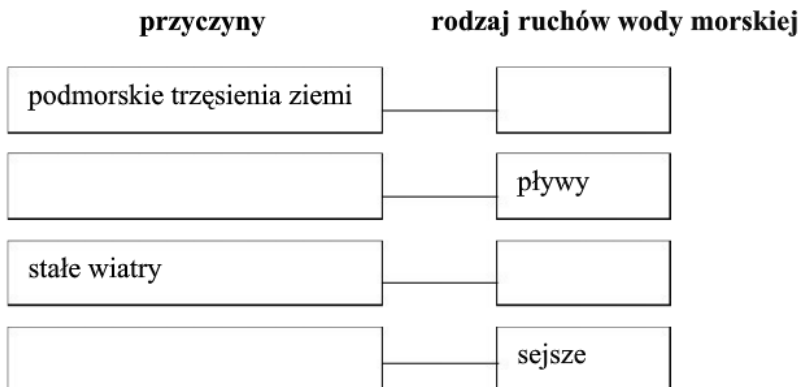 przyczyny rodzaj ruchów wody morskiej
podmorskie trzęsienia ziemi
pływy
stałe wiatry
sejsze